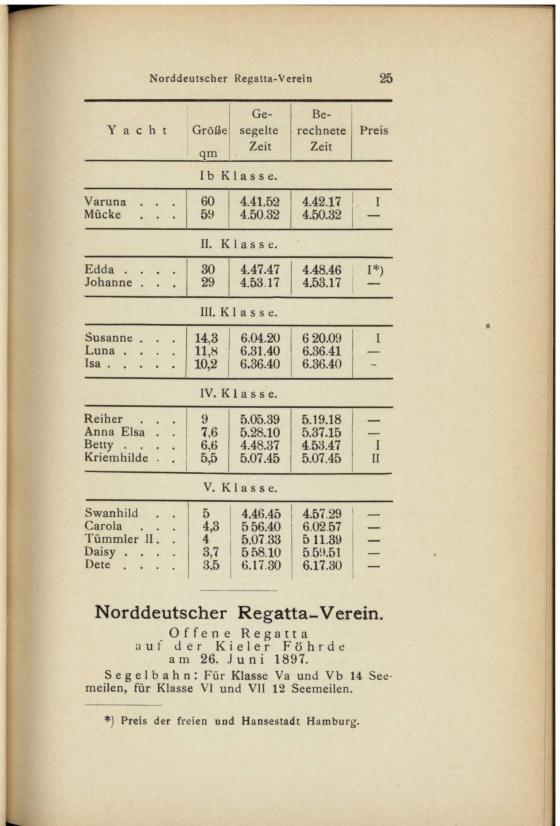 Norddeutscher Regatta-Verein 25
Yacht Größe qm Ge-segelte Zeit Be-rechnete Zeit Preis
Ib Klasse.
Varuna . . . 60 4.41.52 4.42.17 I
Mücke . . . 59 4.50.32 4.50.32 —
II. Klasse.
Edda . . . . 30 4.47.47 4.48.46 I*)
Johanne . . . 29 4.53.17 4.53.17 —
III. Klasse.
Susanne . . . 14,3 6.04.20 6 20.09 I
Luna . . . . 11,8 6.31.40 6.36.41 —
Isa . . . . . 10,2 6.36.40 6.36.40 -
IV. Klasse.
Reiher . . . 9 5.05.39 5.19.18 —
Anna Elsa . . 7,6 5.28.10 5.37.15 —
Betty . . . . 6,6 4.48.37 4.53.47 I
Kriemhilde . . 5,5 5.07.45 5.07.45 II
V. Klasse.
Swanhild . . 5 4.46.45 4.57.29 —
Carola . . . 4,3 5 56.40 6.02.57 —
Tümmler II. . 4 5.07.33 5 11.39 —
Daisy . . . . 3,7 5 58.10 5.59.51 —
Dete . . . . 3,5 6.17.30 6.17.30 —
Norddeutscher Regatta-Verein.
Offene Regatta
auf der Kieler Föhrde
am 26. Juni 1897.
Segelbahn: Für Klasse Va und Vb 14 See-
meilen, für Klasse VI und VII 12 Seemeilen.
*) Preis der freien und Hansestadt Hamburg.